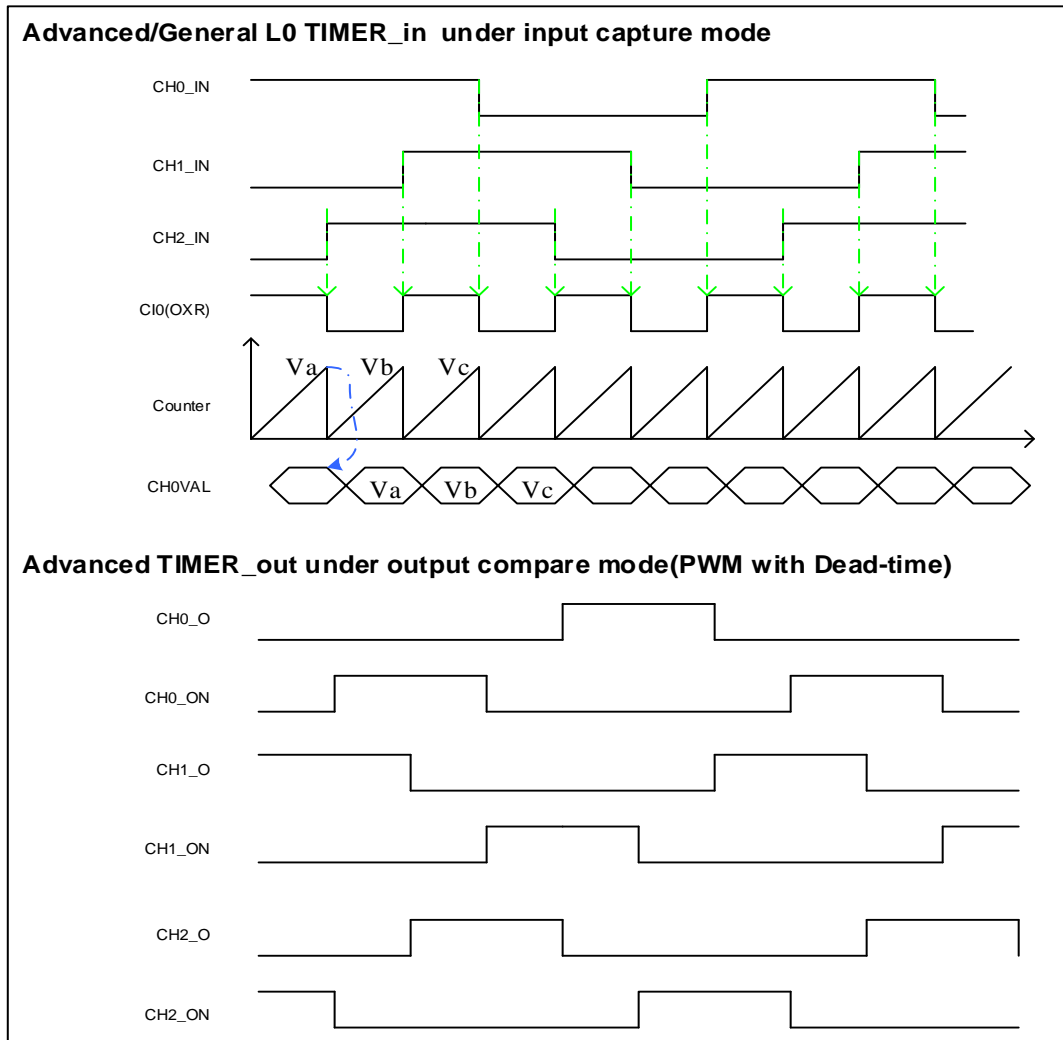 Advanced/General L0 TIMER_in under input capture mode
CH0_IN
CH1_IN
CH2_IN
CI0(OXR)
Va Vb Vc
Counter
CH0VAL
Va Vb Vc
Advanced TIMER_out under output compare mode(PWM with Dead-time)
CH0_O
CH0_ON
CH1_O
CH1_ON
CH2_O
CH2_ON